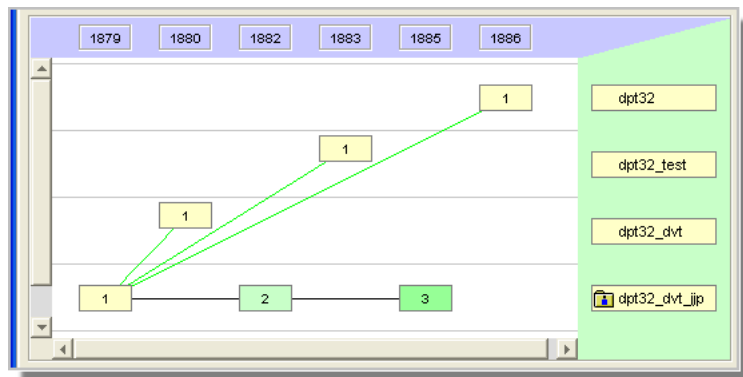 1879 1880 1882 1883 1885 1886
1 dpt32
1 dpt32_test
1 dpt32_dvt
1 2 3 dpt32_dvt_jjp